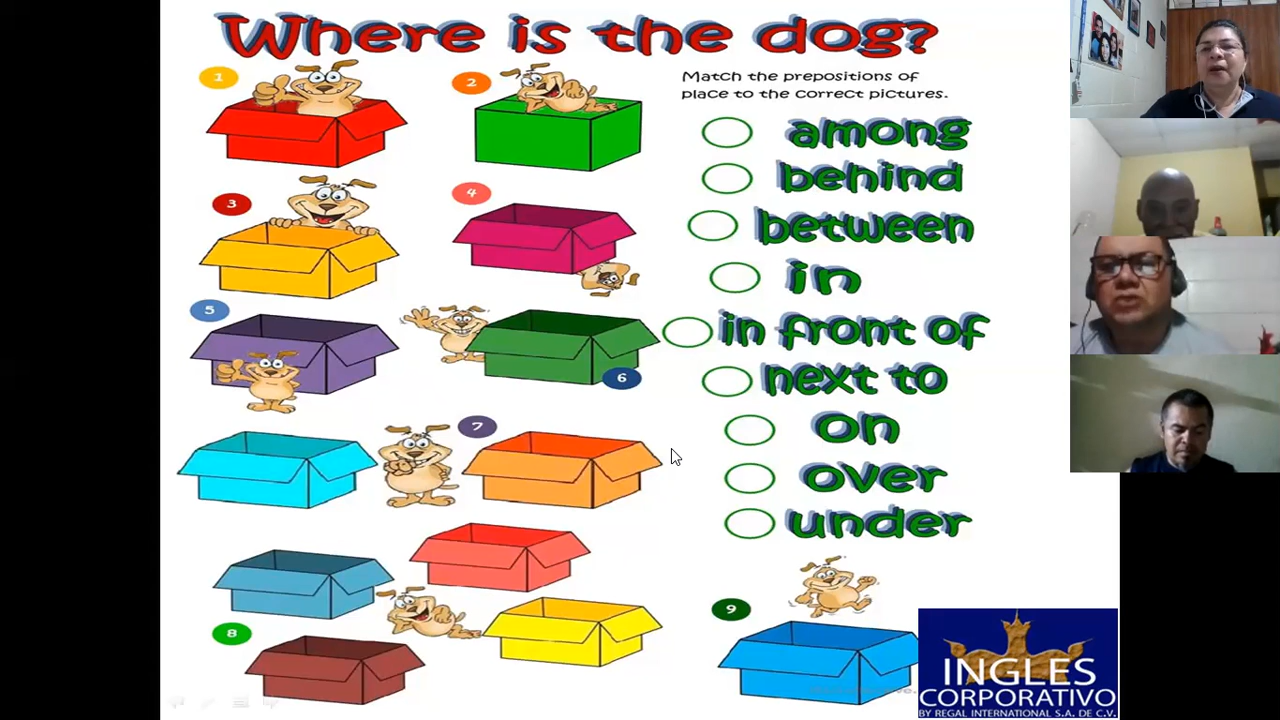 Where is the dog?
1
2
Match the prepositions of
place to the correct pictures.
among
behind
3
4
between
in
5
in front of
6
next to
7
on
over
under
8
9
INGLES
CORPORATIVO
BY REGAL INTERNATIONAL S.A. DE C.V.